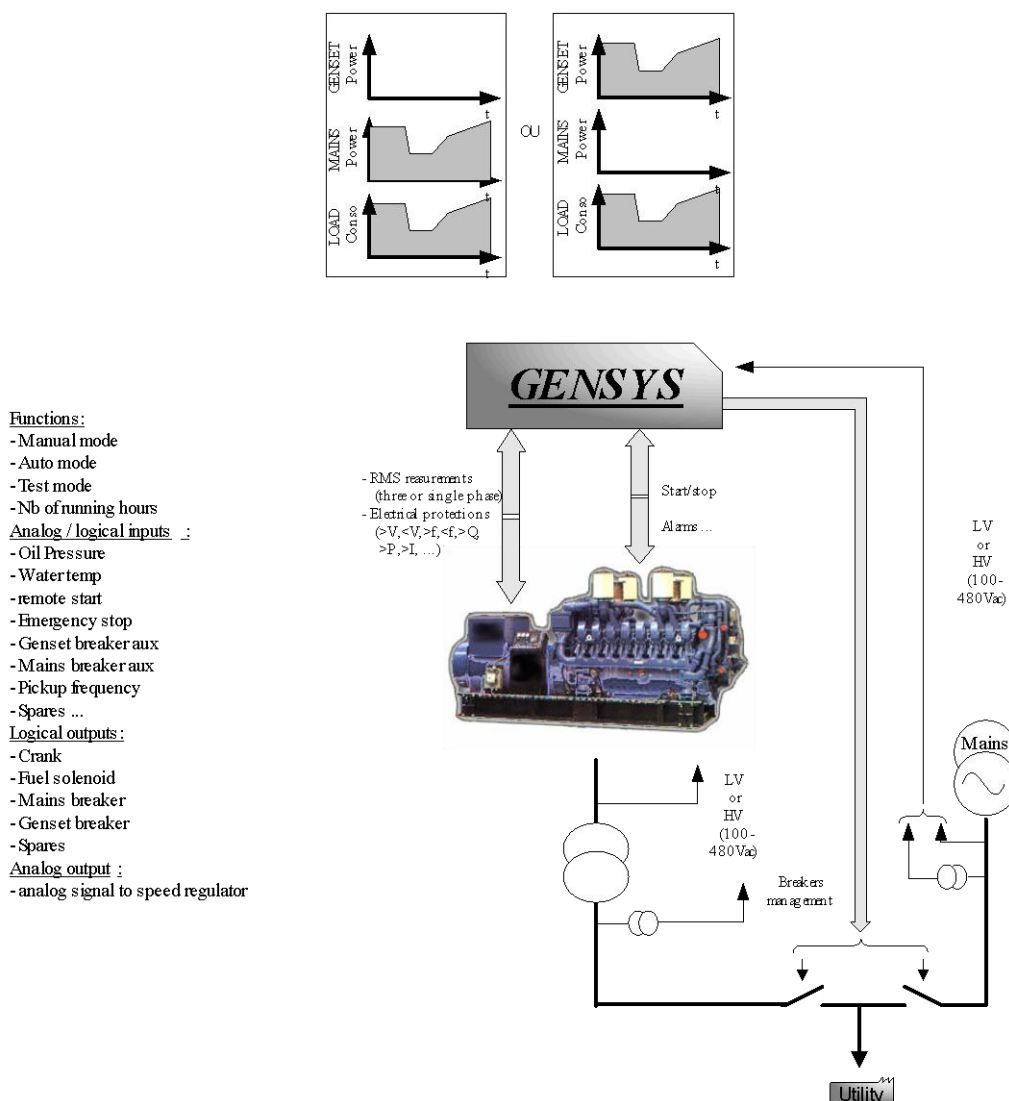 GENSET
Power
t
MAINS
Power
LOAD
Conso
t
OU
GENSET
Power
t
MAINS
Power
t
LOAD
Conso
t
GENSYS
Functions:
- Manual mode
- Auto mode
- Test mode
- Nb of running hours
Analog / logical inputs :
- Oil Pressure
- Water temp
- remote start
- Emergency stop
- Genset breaker aux
- Mains breaker aux
- Pickup frequency
- Spares ...
Logical outputs :
- Crank
- Fuel solenoid
- Mains breaker
- Genset breaker
- Spares
Analog output :
- analog signal to speed regulator
- RMS reasurements
(three or single phase)
- Electrical protections
(>V,<V,>f,<f,>Q,
>P,>I, ...)
Start/stop
Alarms ...
LV
or
HV
(100-
480Vac)
Mains
LV
or
HV
(100-
480Vac)
Breakers
management
Utility